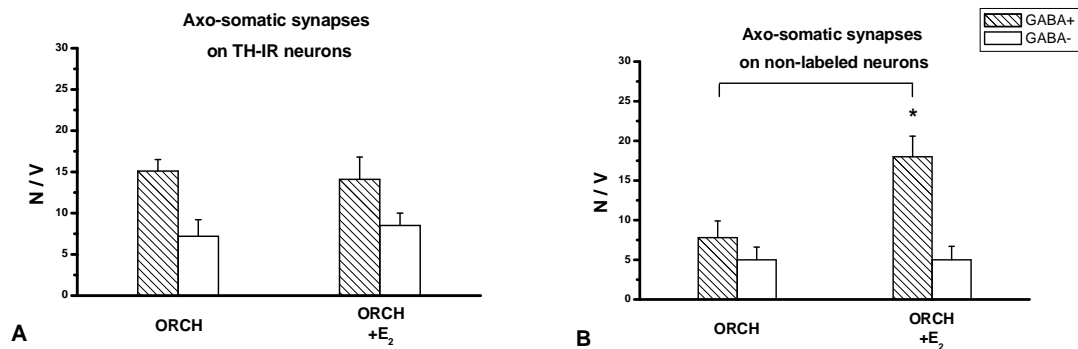 Axo-somatic synapses
on TH-IR neurons
30
25
20
15
10
5
0
N / V
ORCH
ORCH
+E₂
A
GABA+
GABA-
Axo-somatic synapses
on non-labeled neurons
30
25
20
15
10
5
0
N / V
*
ORCH
ORCH
+E₂
B